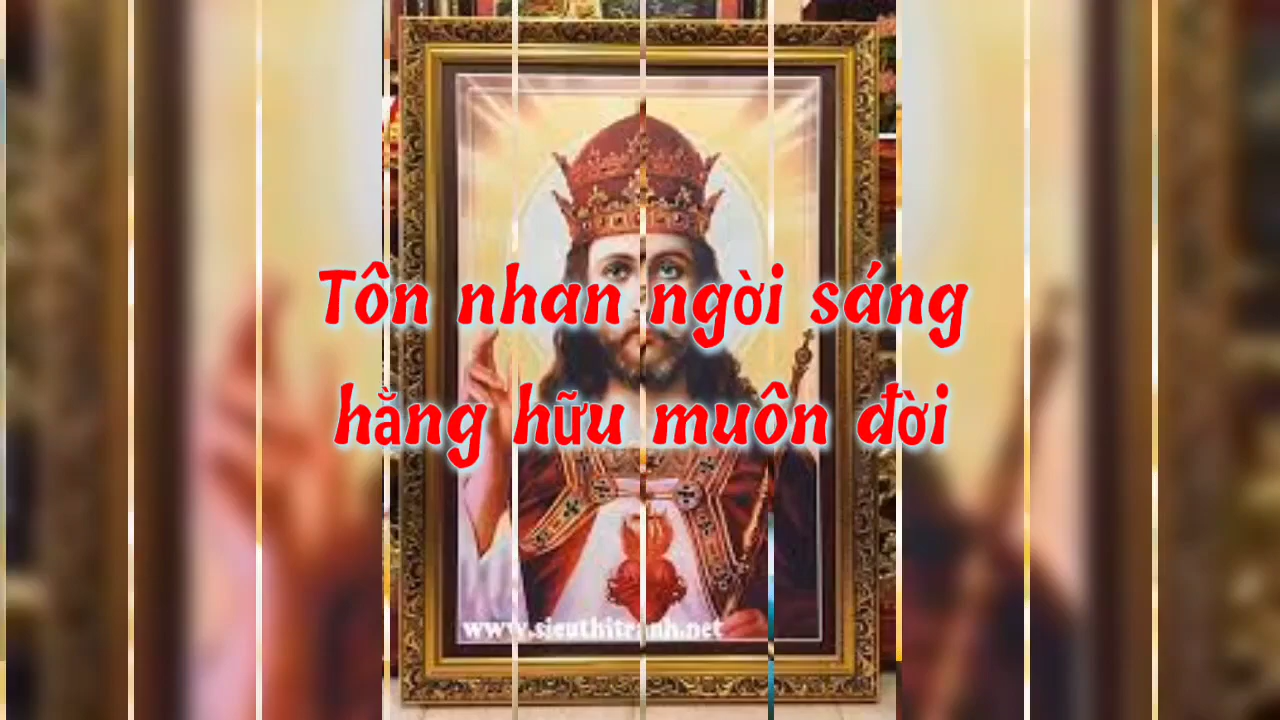 Tôn nhan ngời sáng
hằng hữu muôn đời
www.sieuthitranh.net